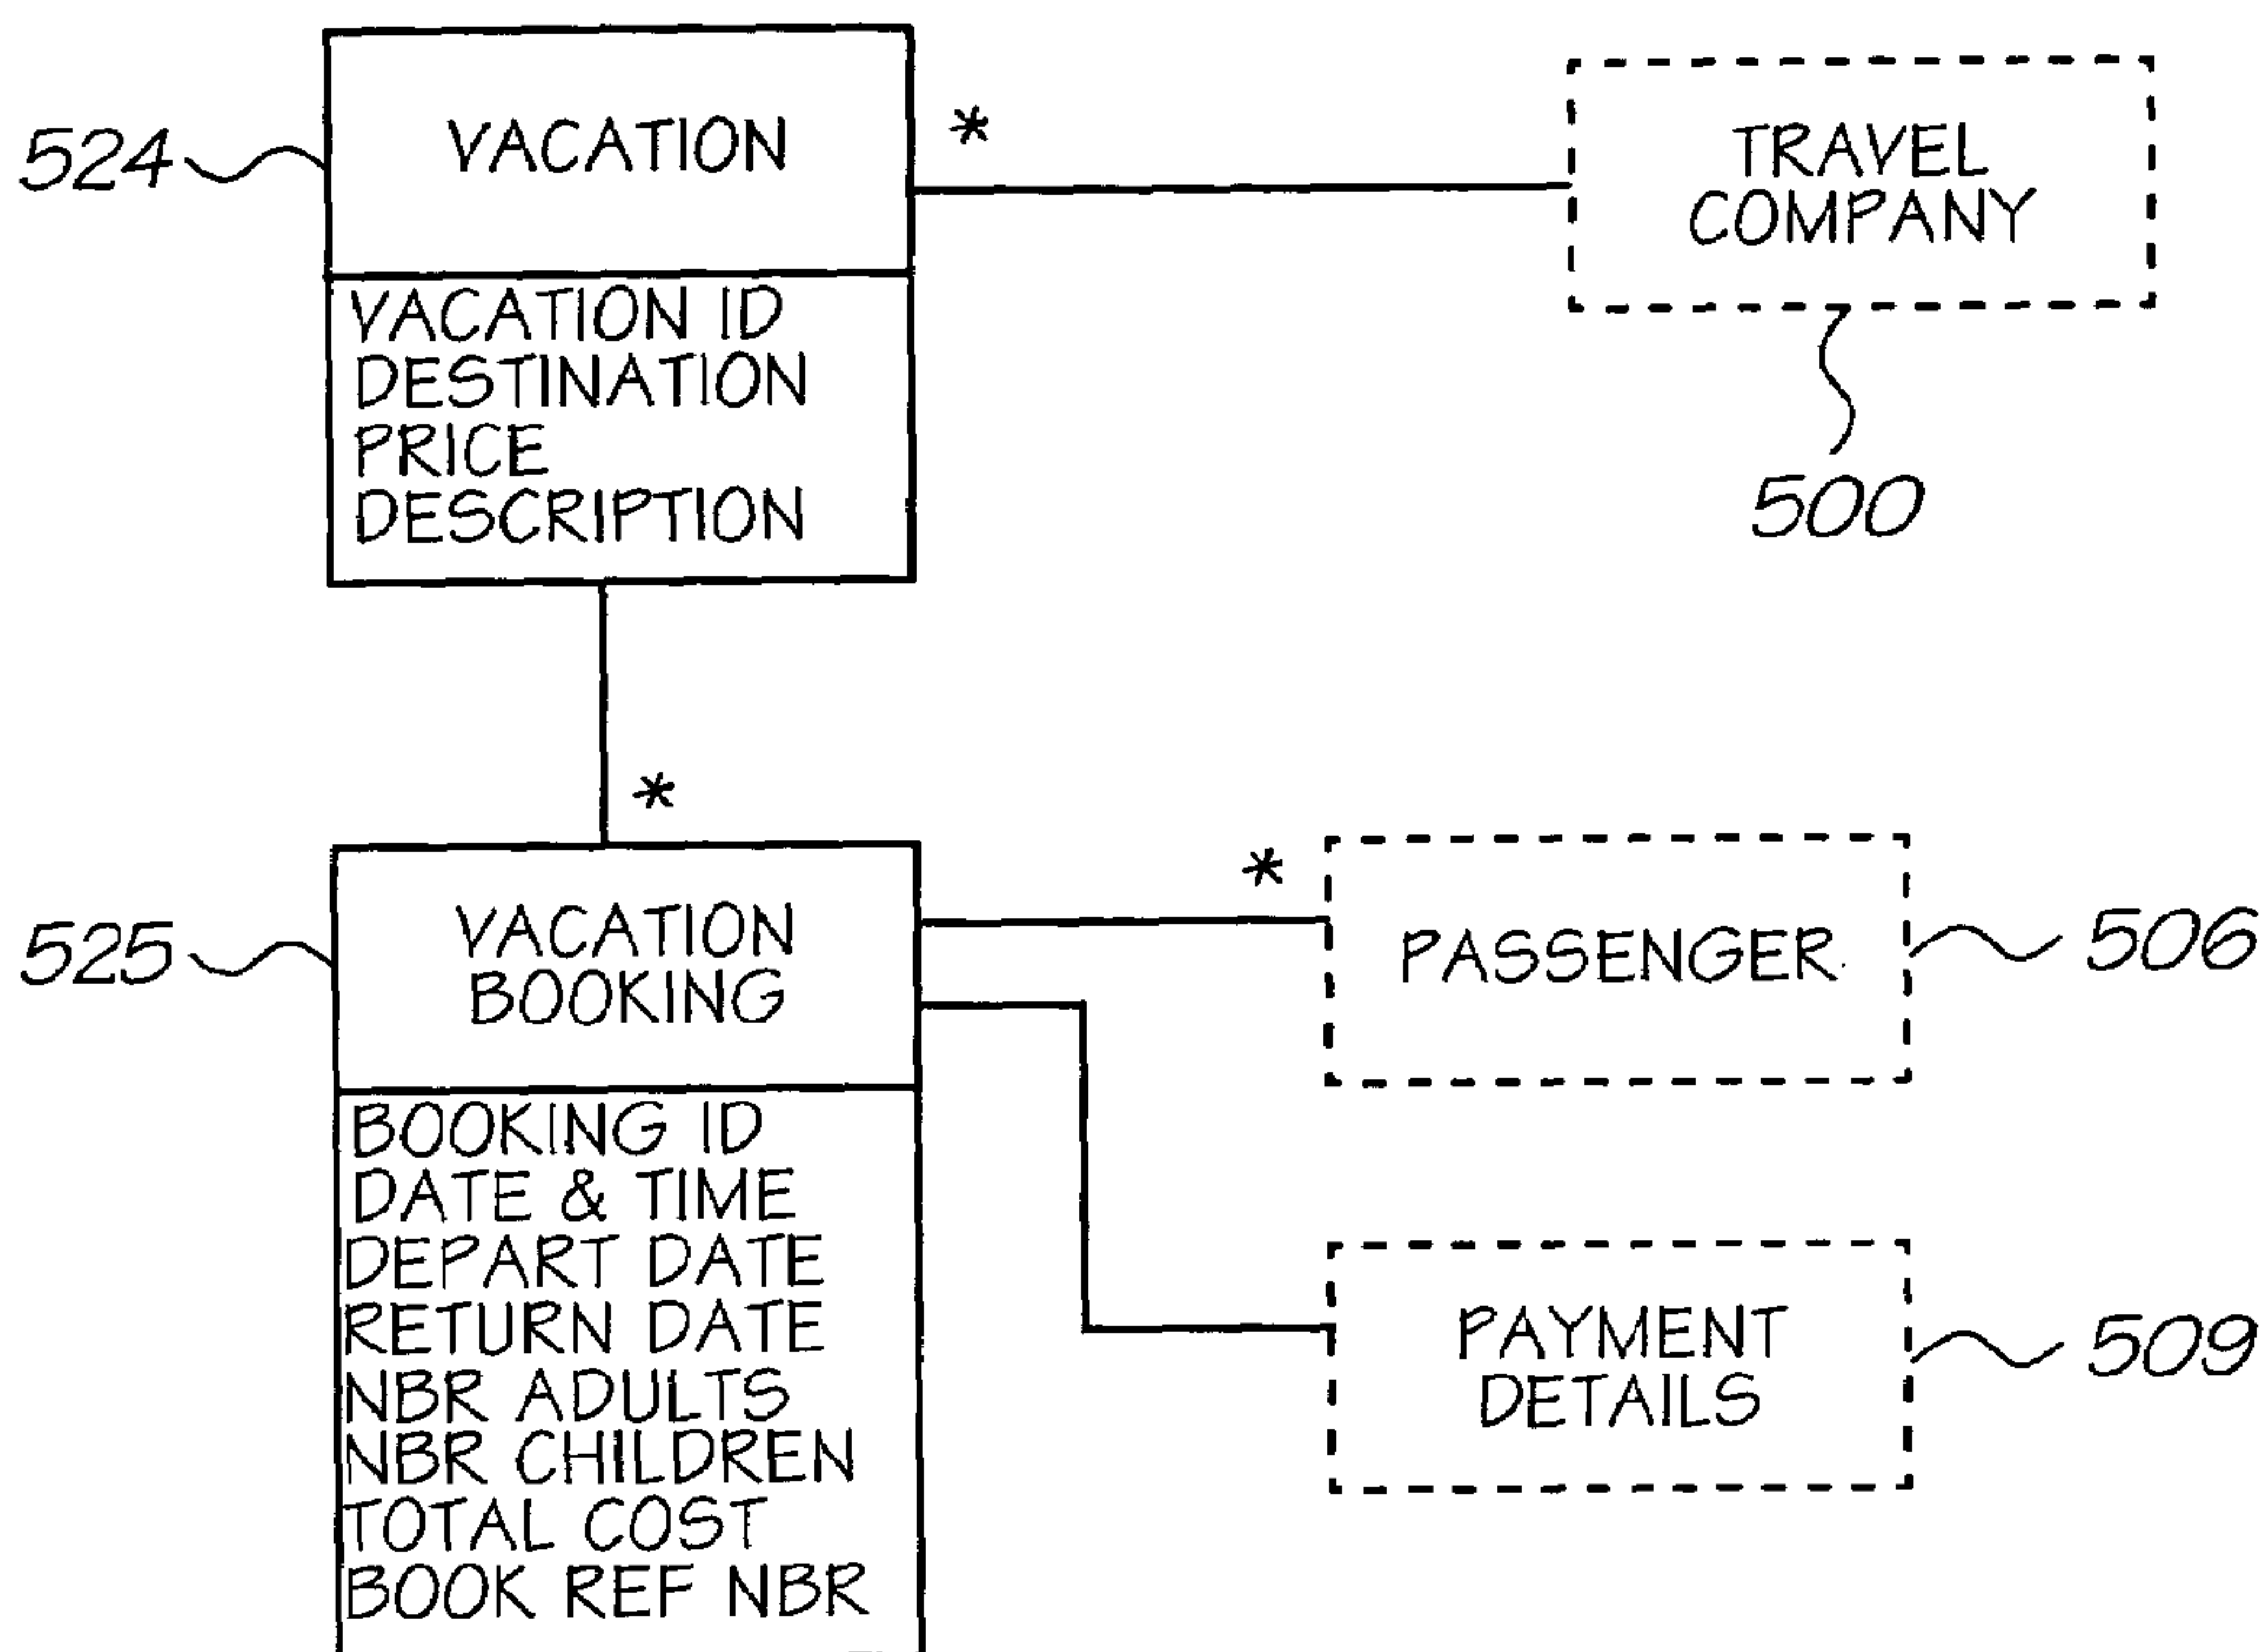 VACATION
*
TRAVEL
COMPANY
524
VACATION ID
DESTINATION
PRICE
DESCRIPTION
500
*
*
VACATION
BOOKING
PASSENGER
506
525
BOOKING ID
DATE & TIME
DEPART DATE
RETURN DATE
NBR ADULTS
NBR CHILDREN
TOTAL COST
BOOK REF NBR
PAYMENT
DETAILS
509